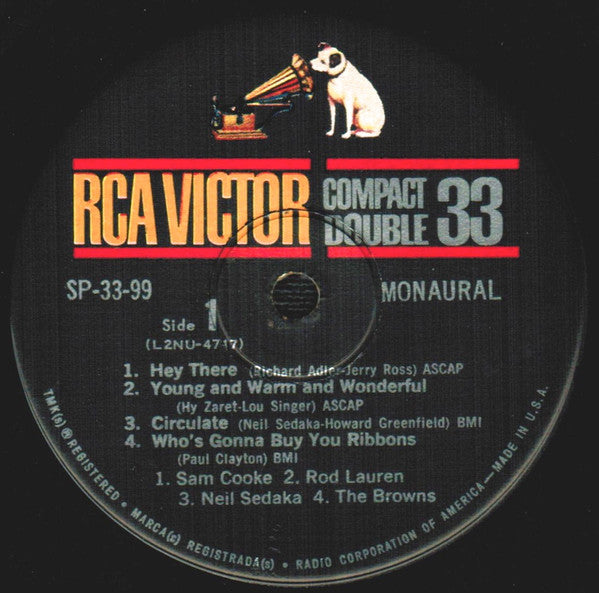 RCA VICTOR
COMPACT
DOUBLE 33
SP-33-99
MONAURAL
Side 1
(L2NU-4747)
1. Hey There (Richard Adler-Jerry Ross) ASCAP
2. Young and Warm and Wonderful
(Hy Zaret-Lou Singer) ASCAP
3. Circulate (Neil Sedaka-Howard Greenfield) BMI
4. Who's Gonna Buy You Ribbons
(Paul Clayton) BMI
1. Sam Cooke 2. Rod Lauren
3. Neil Sedaka 4. The Browns
TMK(s) ® REGISTERED • MARCA(s) REGISTRADA(s) • RADIO CORPORATION OF AMERICA—MADE IN U.S.A.